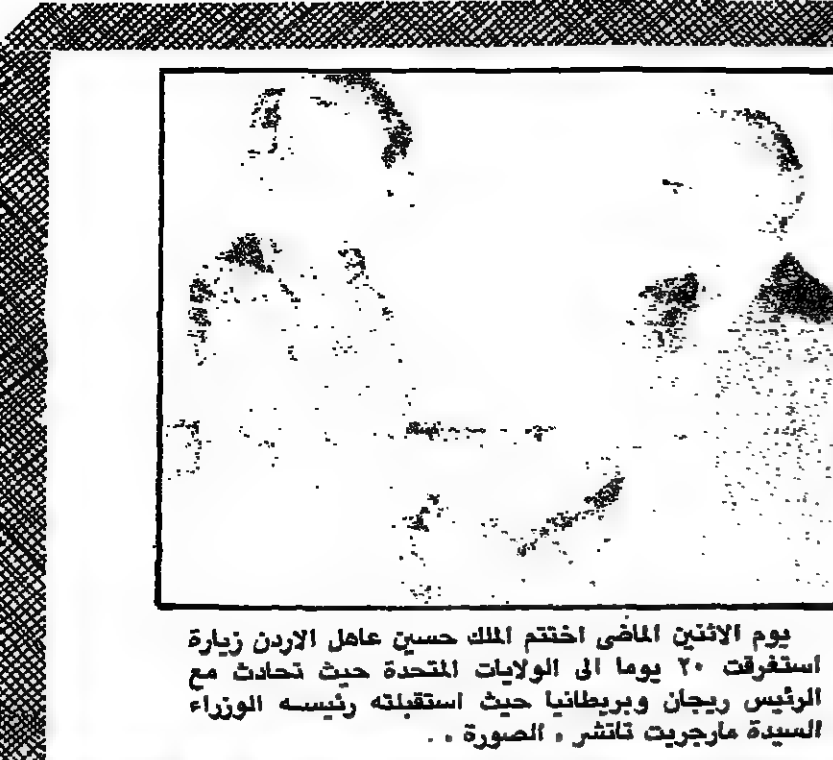 يوم الاثنين الماضى اختتم الملك حسين عاهل الاردن زيارة
استغرقت ٢٠ يوما الى الولايات المتحدة حيث تحادث مع
الرئيس ريجان وبريطانيا حيث استقبلته رئيسه الوزراء
السيدة مارجريت تاتشر . الصورة . .